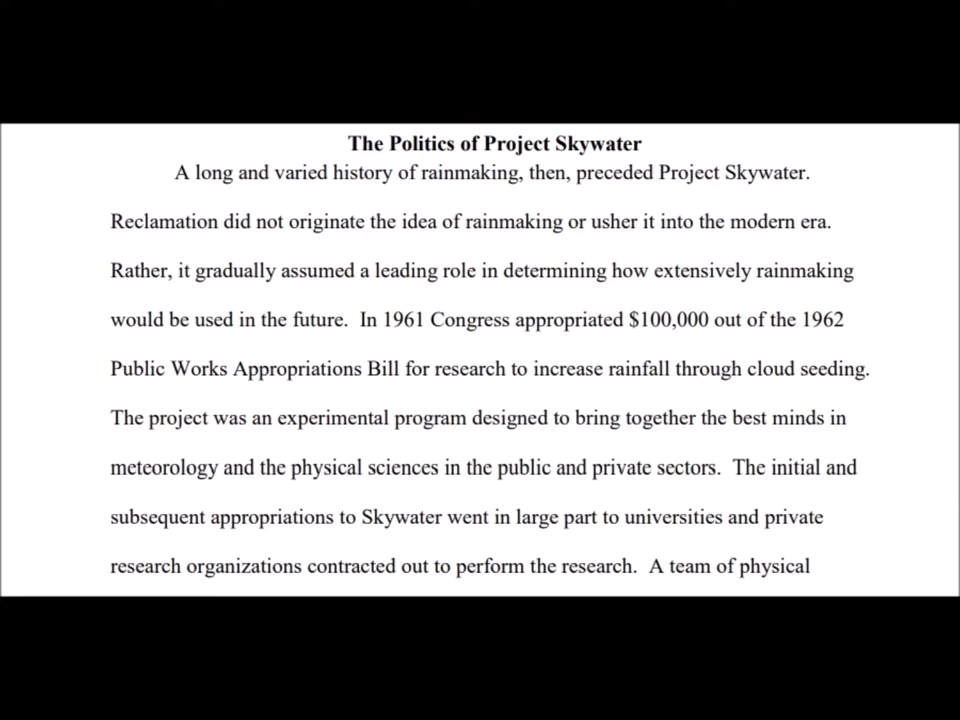 The Politics of Project Skywater
A long and varied history of rainmaking, then, preceded Project Skywater.
Reclamation did not originate the idea of rainmaking or usher it into the modern era.
Rather, it gradually assumed a leading role in determining how extensively rainmaking
would be used in the future.  In 1961 Congress appropriated $100,000 out of the 1962
Public Works Appropriations Bill for research to increase rainfall through cloud seeding.
The project was an experimental program designed to bring together the best minds in
meteorology and the physical sciences in the public and private sectors.  The initial and
subsequent appropriations to Skywater went in large part to universities and private
research organizations contracted out to perform the research.  A team of physical